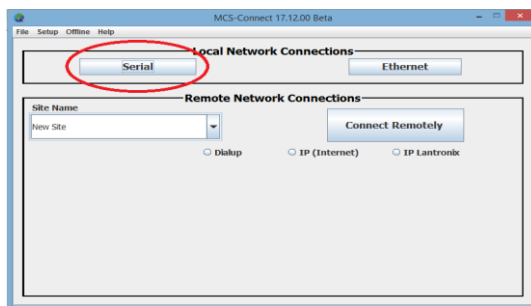 MCS-Connect 17.12.00 Beta
File Setup Offline Help
Local Network Connections
Serial Ethernet
Remote Network Connections
Site Name
New Site Connect Remotely
Dialup IP (Internet) IP Lantronix